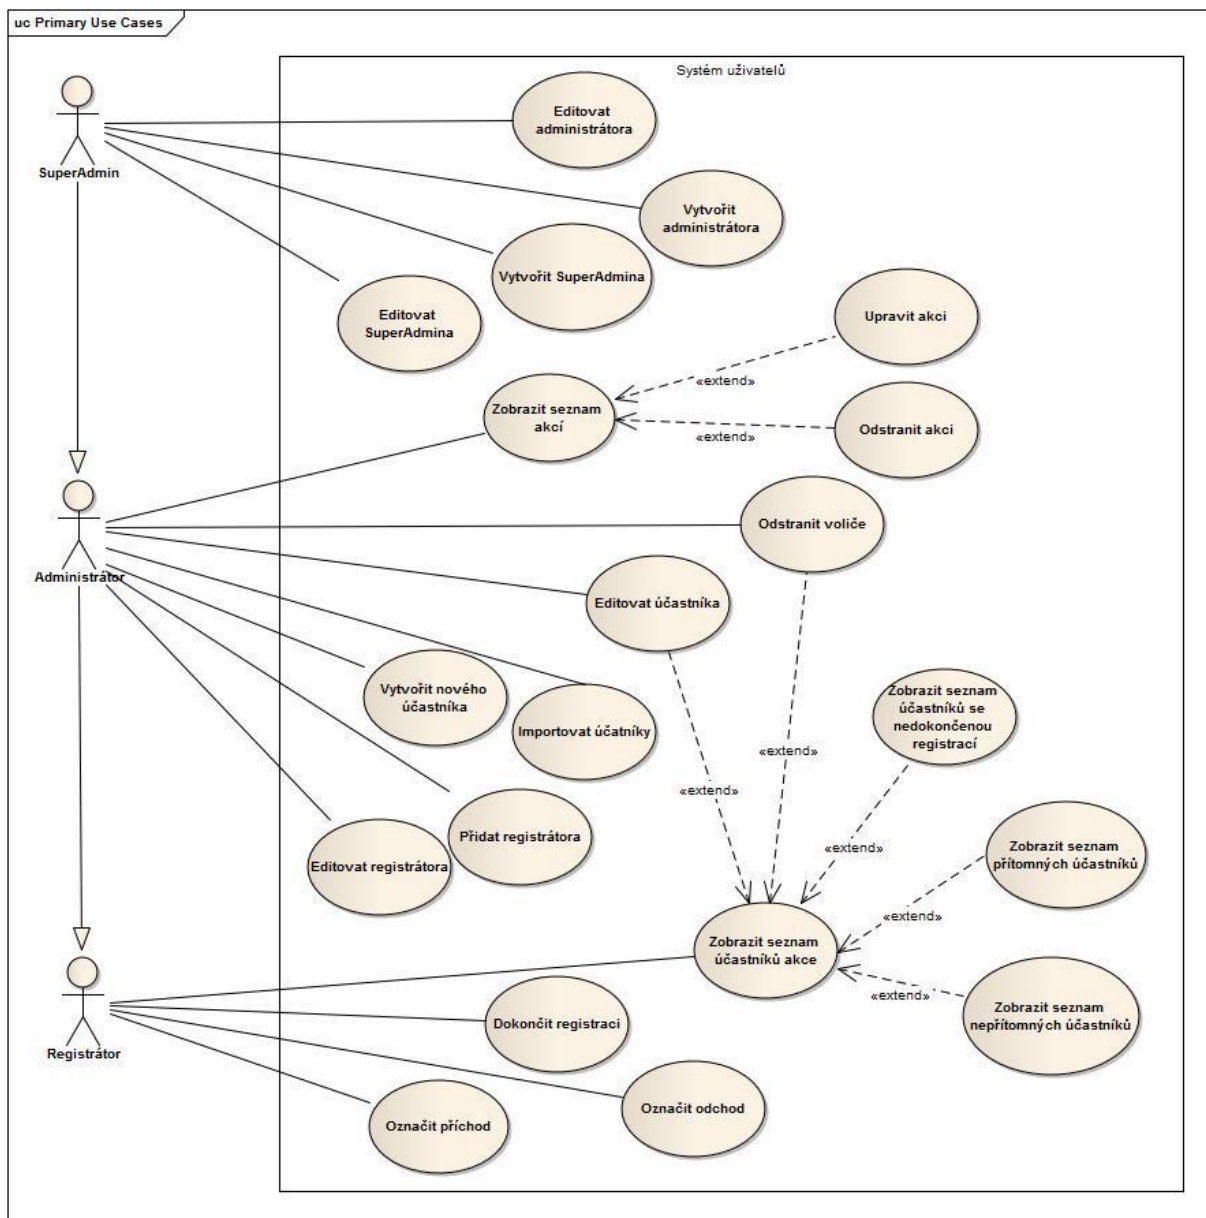 uc Primary Use Cases
Systém uživatelů
SuperAdmin
Editovat
administrátora
Vytvořit
administrátora
Vytvořit SuperAdmina
Editovat
SuperAdmina
Upravit akci
«extend»
Zobrazit seznam
akcí
Odstranit akci
«extend»
Administrátor
Odstranit voliče
Editovat účastníka
Vytvořit nového
účastníka
Importovat účatníky
Zobrazit seznam
účastníků se
nedokončenou
registrací
«extend»
«extend»
Přidat registrátora
Editovat registrátora
«extend»
Zobrazit seznam
přítomných účastníků
«extend»
Zobrazit seznam
účastníků akce
«extend»
Zobrazit seznam
nepřítomných účastníků
Registrátor
Dokončit registraci
Označit odchod
Označit příchod